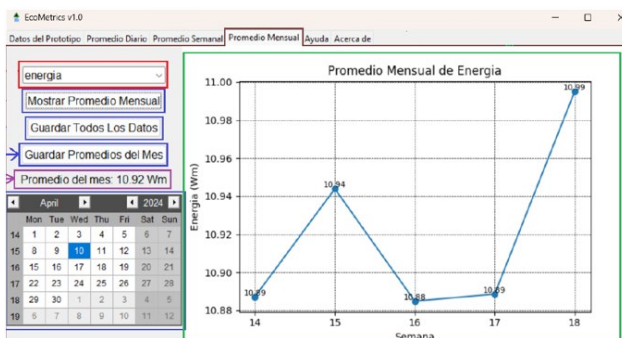 EcoMetrics v1.0
Datos del Prototipo Promedio Diario Promedio Semanal Promedio Mensual Ayuda Acerca de
energia
Mostrar Promedio Mensual
Guardar Todos Los Datos
Guardar Promedios del Mes
Promedio del mes: 10.92 Wm
April 2024
Mon Tue Wed Thu Fri Sat Sun
14 1 2 3 4 5 6 7
15 8 9 10 11 12 13 14
16 15 16 17 18 19 20 21
17 22 23 24 25 26 27 28
18 29 30 1 2 3 4 5
19 6 7 8 9 10 11 12
Promedio Mensual de Energia
Energia (Wm)
11.00
10.98
10.96
10.94
10.92
10.90
10.88
10.89
10.94
10.88
10.89
10.99
14 15 16 17 18
Semana